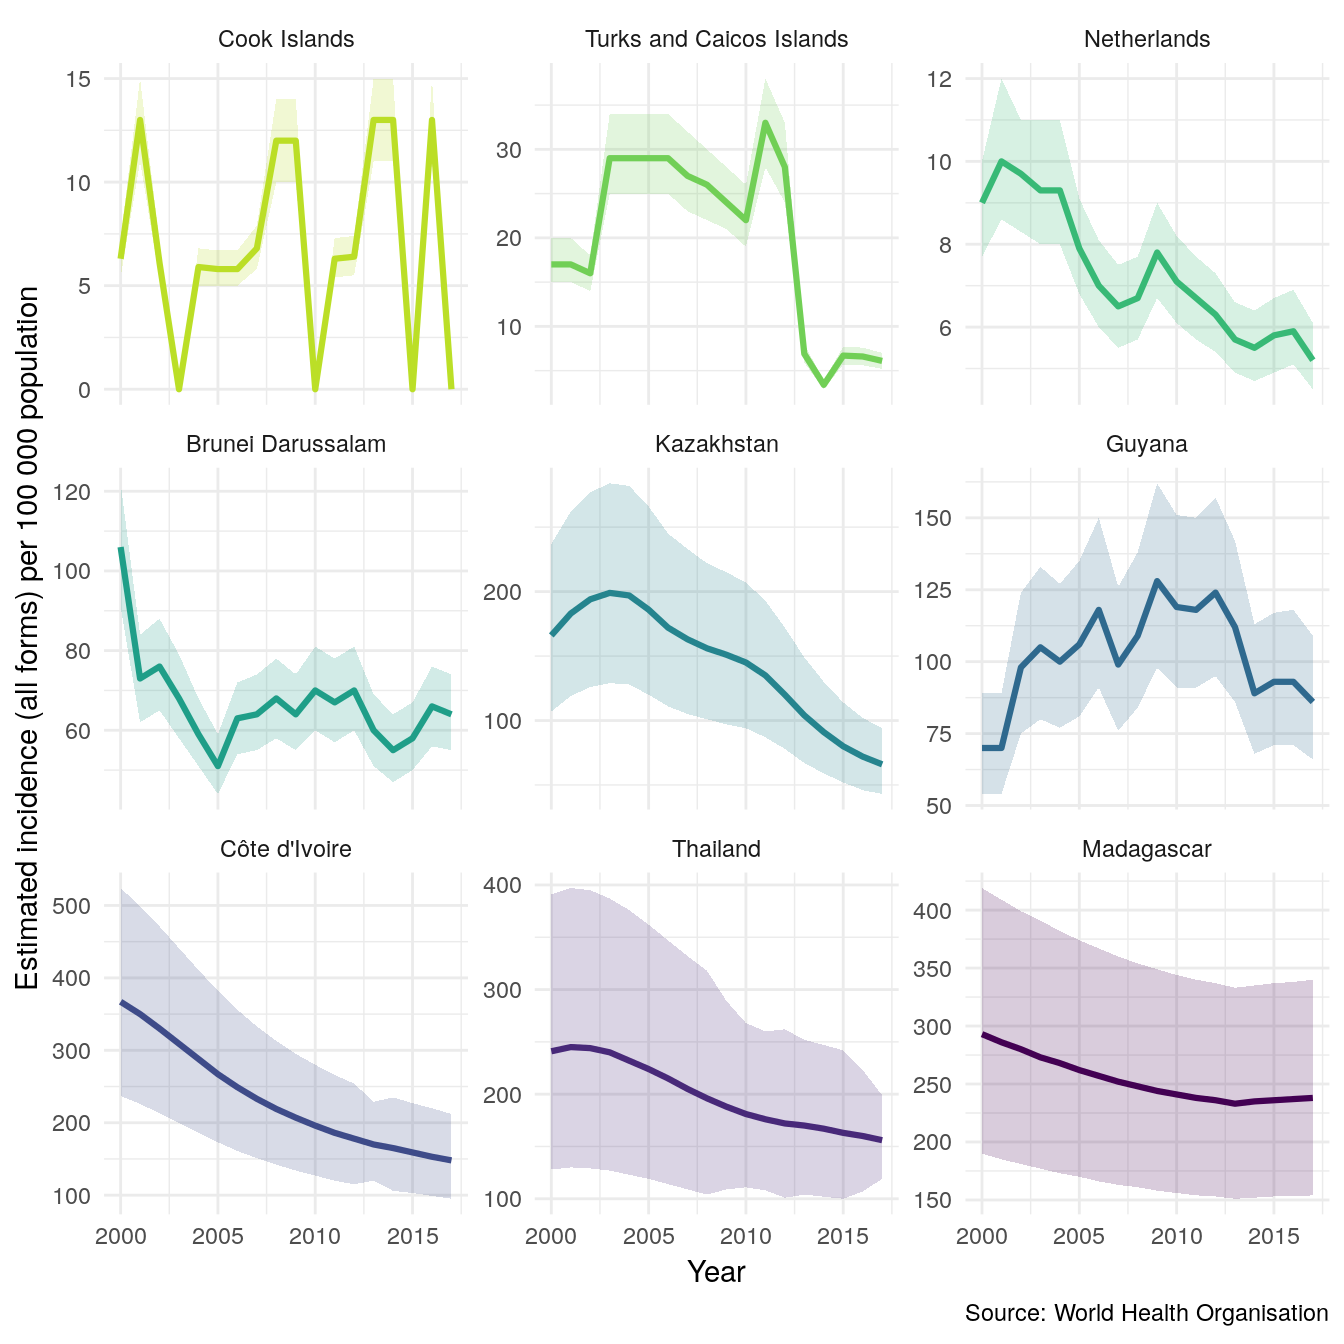 Cook Islands
Turks and Caicos Islands
Netherlands
15
10
5
0
30
20
10
12
10
8
6
Brunei Darussalam
Kazakhstan
Guyana
120
100
80
60
200
100
150
125
100
75
50
Côte d'Ivoire
Thailand
Madagascar
500
400
300
200
100
400
300
200
100
400
350
300
250
200
150
2000 2005 2010 2015
2000 2005 2010 2015
2000 2005 2010 2015
Estimated incidence (all forms) per 100 000 population
Year
Source: World Health Organisation